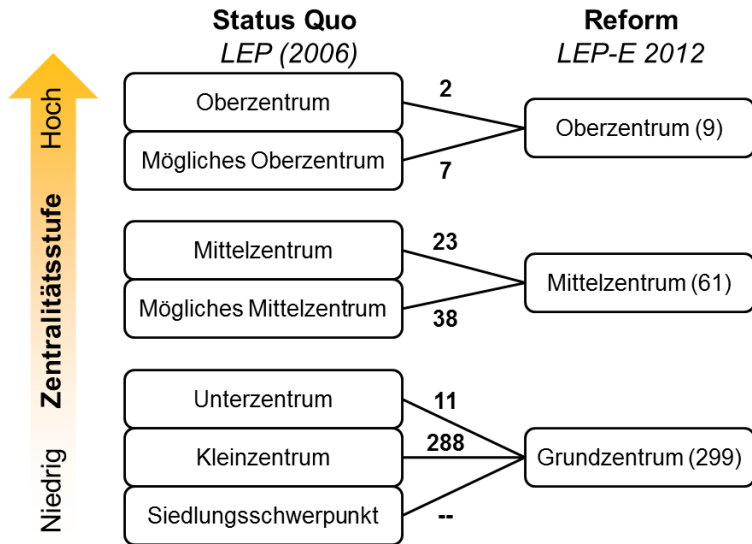 Status Quo
LEP (2006)
Reform
LEP-E 2012
Hoch
Zentralitätsstufe
Niedrig
Oberzentrum
2
Mögliches Oberzentrum
7
Oberzentrum (9)
Mittelzentrum
23
Mögliches Mittelzentrum
38
Mittelzentrum (61)
Unterzentrum
11
Kleinzentrum
288
Siedlungsschwerpunkt
--
Grundzentrum (299)